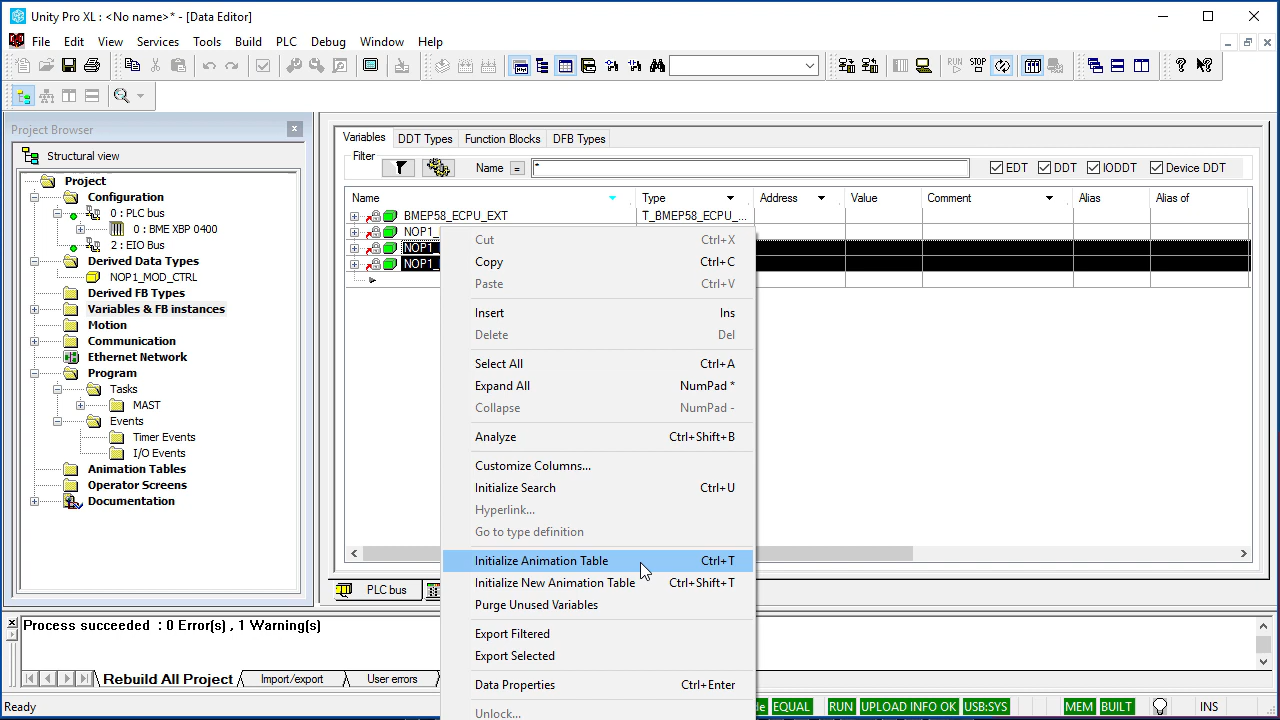 Unity Pro XL : <No name>* - [Data Editor]
File Edit View Services Tools Build PLC Debug Window Help
Project Browser
Structural view
Project
Configuration
0 : PLC bus
0 : BME XBP 0400
2 : EIO Bus
Derived Data Types
NOP1_MOD_CTRL
Derived FB Types
Variables & FB instances
Motion
Communication
Ethernet Network
Program
Tasks
MAST
Events
Timer Events
I/O Events
Animation Tables
Operator Screens
Documentation
Variables DDT Types Function Blocks DFB Types
Filter
Name = * EDT DDT IODDT Device DDT
Name Type Address Value Comment Alias Alias of
BMEP58_ECPU_EXT T_BMEP58_ECPU_...
NOP1_
NOP1_
NOP1_
Cut Ctrl+X
Copy Ctrl+C
Paste Ctrl+V
Insert Ins
Delete Del
Select All Ctrl+A
Expand All NumPad *
Collapse NumPad -
Analyze Ctrl+Shift+B
Customize Columns...
Initialize Search Ctrl+U
Hyperlink...
Go to type definition
Initialize Animation Table Ctrl+T
Initialize New Animation Table Ctrl+Shift+T
Purge Unused Variables
Export Filtered
Export Selected
Data Properties Ctrl+Enter
Unlock...
PLC bus
Process succeeded : 0 Error(s) , 1 Warning(s)
Rebuild All Project Import/export User errors
Ready EQUAL RUN UPLOAD INFO OK USB:SYS MEM BUILT INS